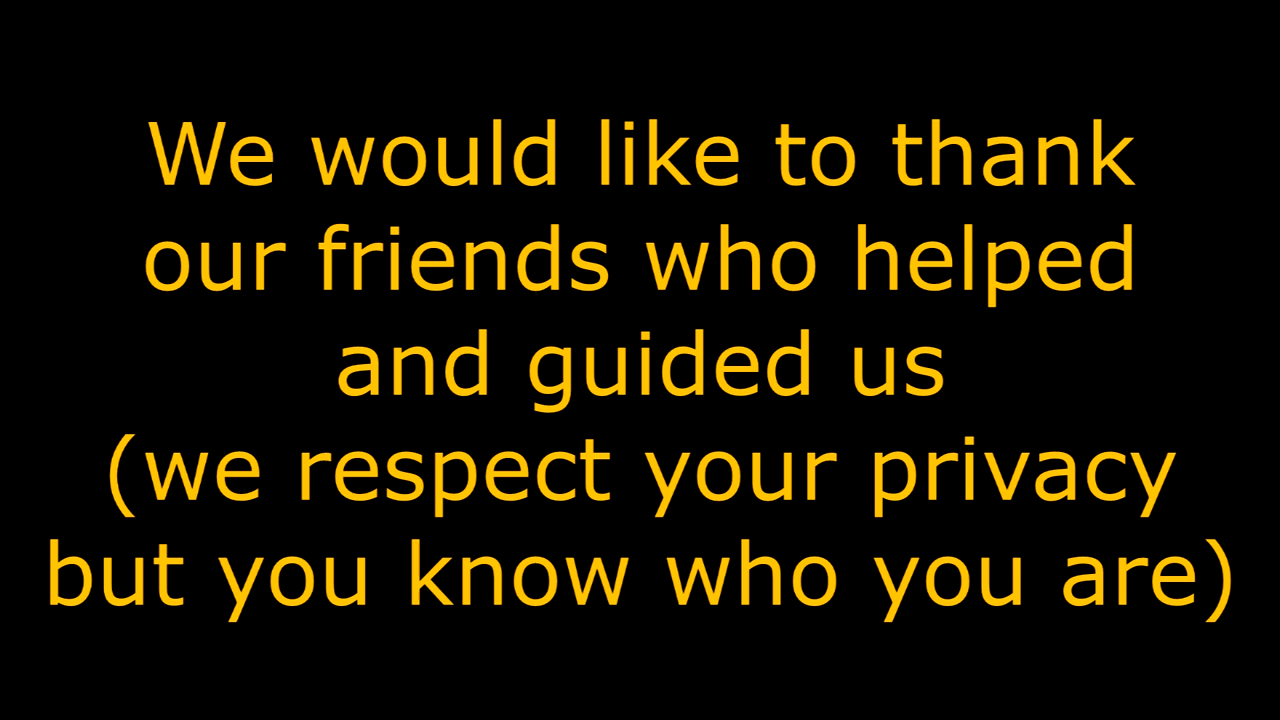 We would like to thank
our friends who helped
and guided us
(we respect your privacy
but you know who you are)